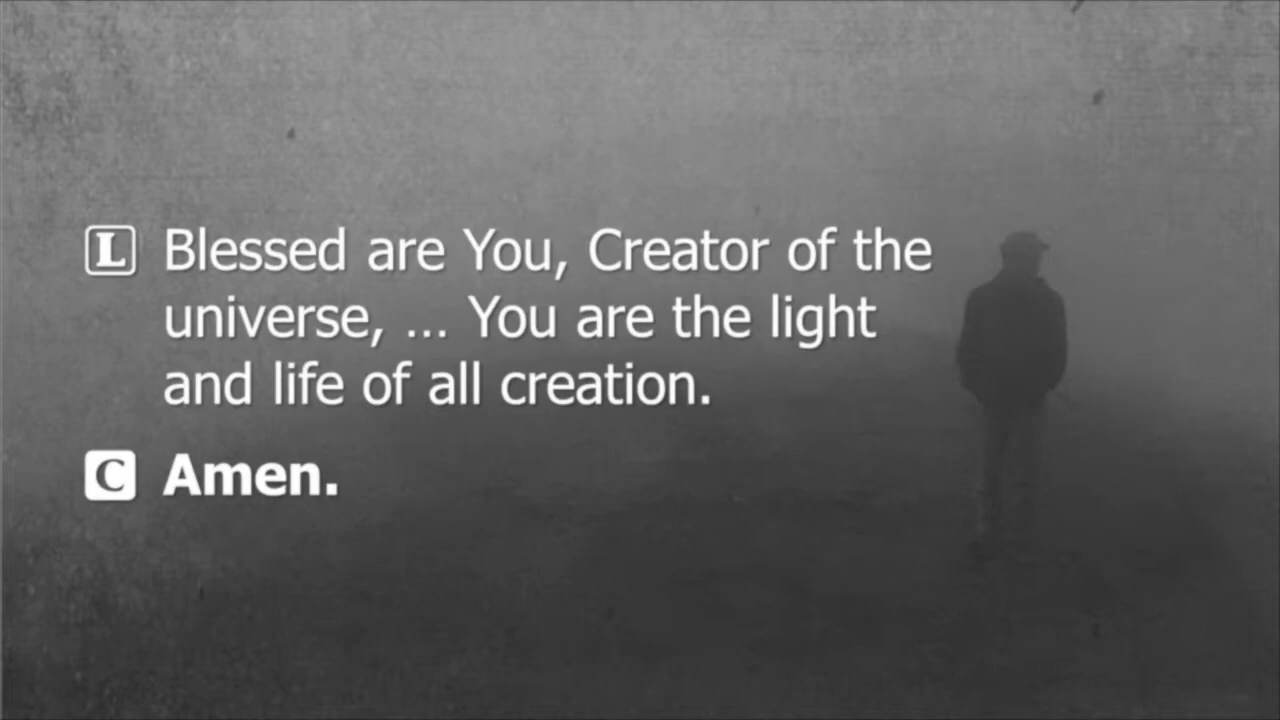 L Blessed are You, Creator of the
universe, ... You are the light
and life of all creation.
C Amen.